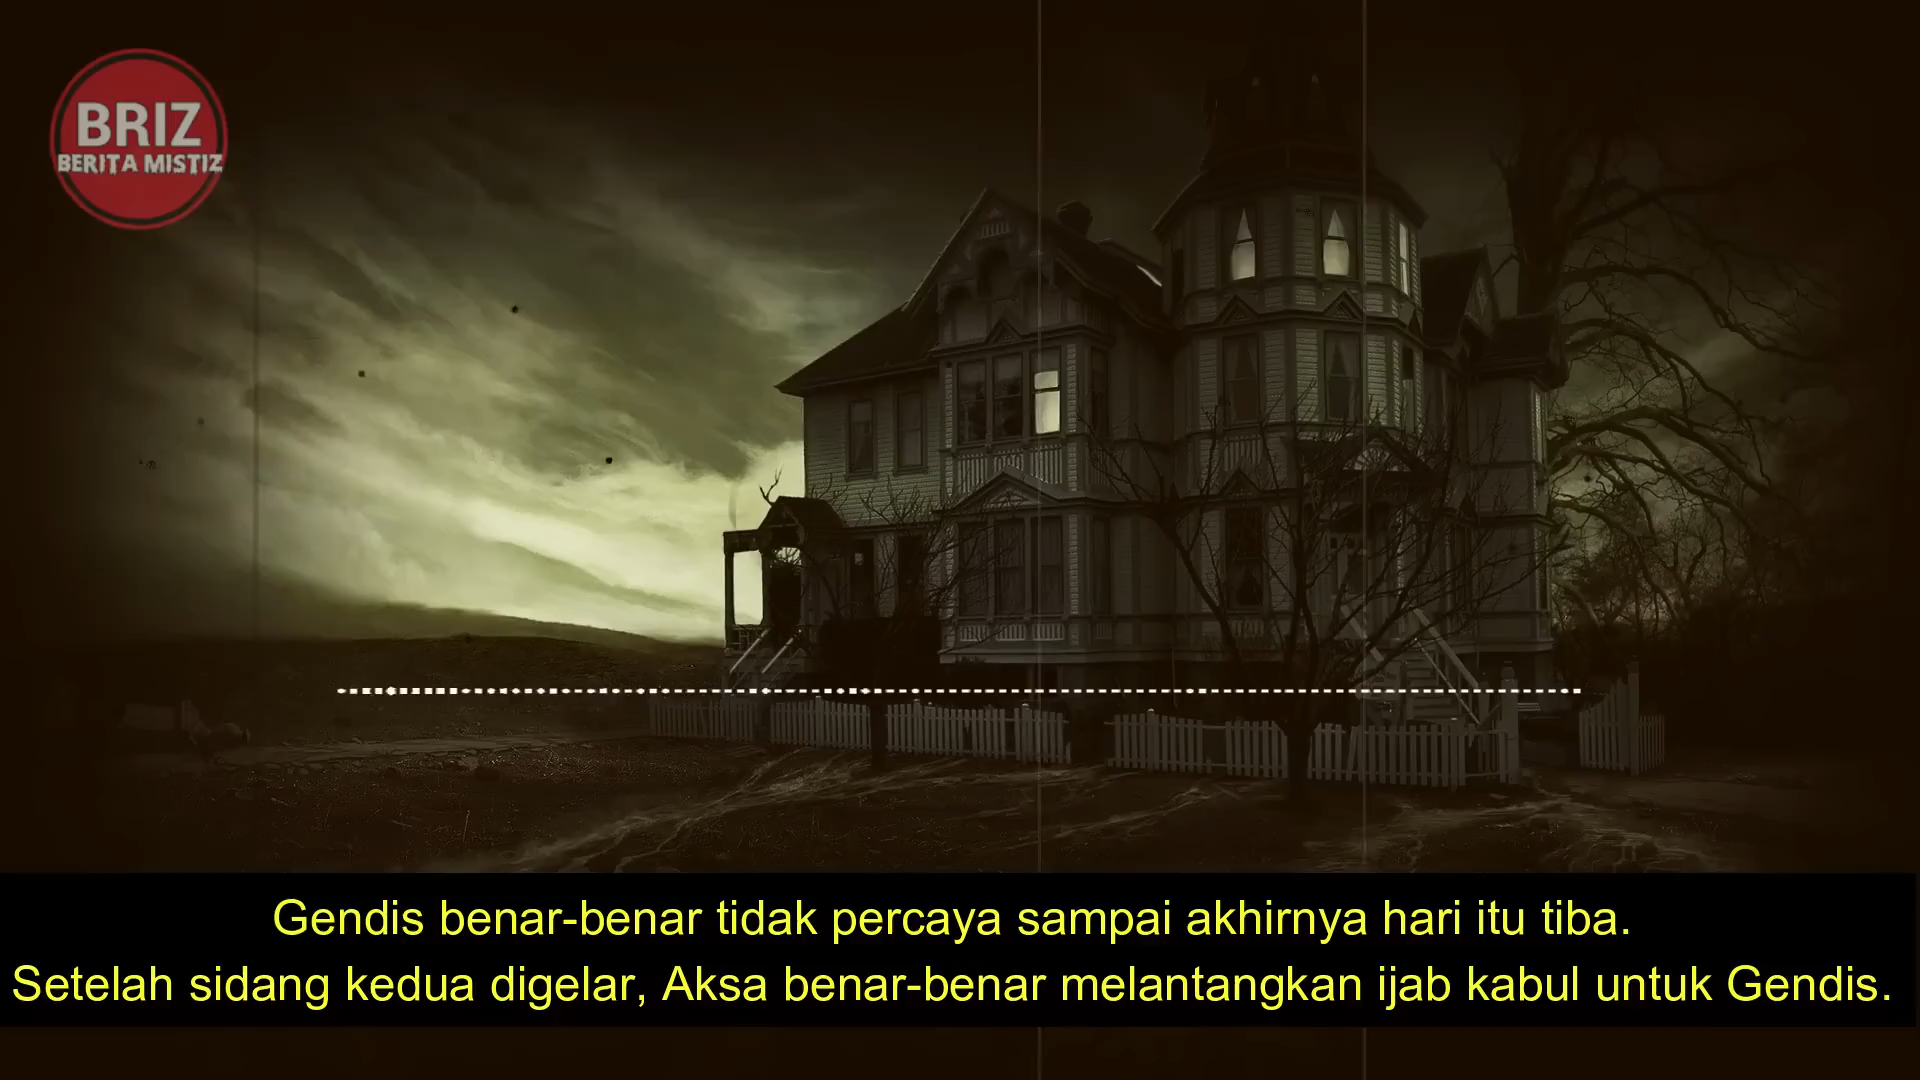 BRIZ
BERITA MISTIZ
Gendis benar-benar tidak percaya sampai akhirnya hari itu tiba.
Setelah sidang kedua digelar, Aksa benar-benar melantangkan ijab kabul untuk Gendis.